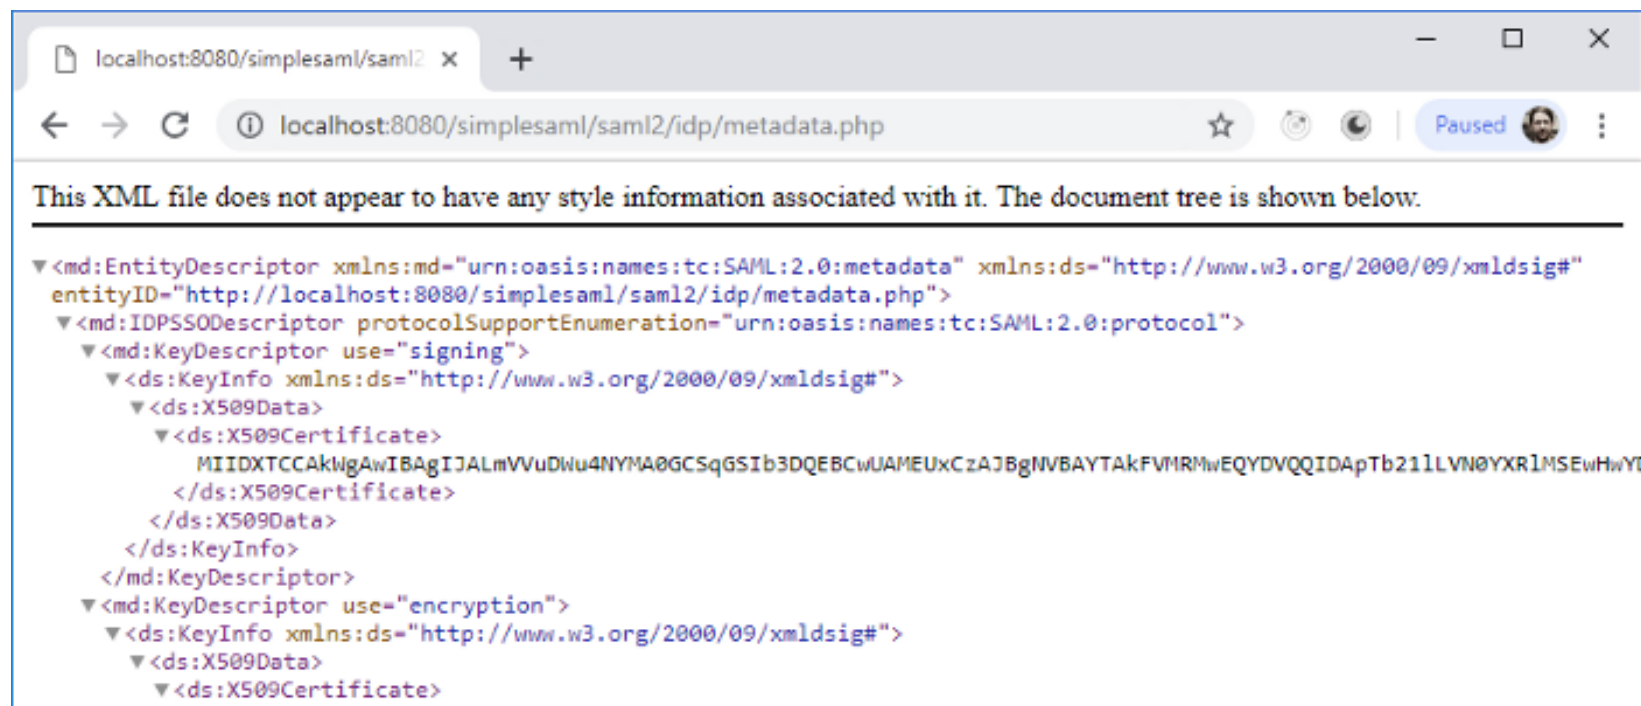 localhost:8080/simplesaml/saml2
localhost:8080/simplesaml/saml2/idp/metadata.php
Paused
This XML file does not appear to have any style information associated with it. The document tree is shown below.
<md:EntityDescriptor xmlns:md="urn:oasis:names:tc:SAML:2.0:metadata" xmlns:ds="http://www.w3.org/2000/09/xmldsig#"
entityID="http://localhost:8080/simplesaml/saml2/idp/metadata.php">
<md:IDPSSODescriptor protocolSupportEnumeration="urn:oasis:names:tc:SAML:2.0:protocol">
<md:KeyDescriptor use="signing">
<ds:KeyInfo xmlns:ds="http://www.w3.org/2000/09/xmldsig#">
<ds:X509Data>
<ds:X509Certificate>
MIIDXTCCAkWgAwIBAgIJALmVVuDWu4NYMA0GCSqGSIb3DQEBCwUAMEUxCzAJBgNVBAYTAkFVMRMwEQYDVQQIDApTb21lLVN0YXRlMSEwHwYD
</ds:X509Certificate>
</ds:X509Data>
</ds:KeyInfo>
</md:KeyDescriptor>
<md:KeyDescriptor use="encryption">
<ds:KeyInfo xmlns:ds="http://www.w3.org/2000/09/xmldsig#">
<ds:X509Data>
<ds:X509Certificate>